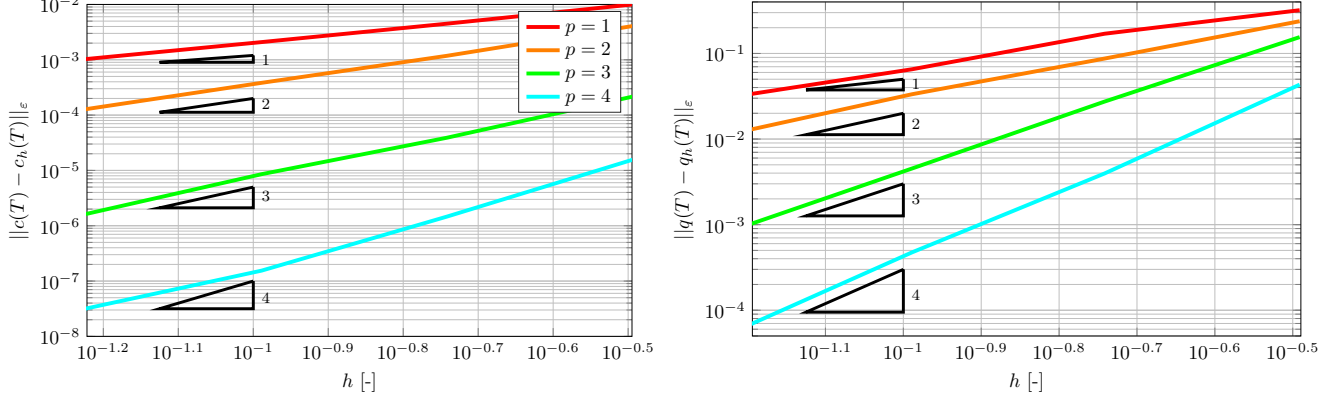 10^{-2}
10^{-3}
10^{-4}
10^{-5}
10^{-6}
10^{-7}
10^{-8}
||c(T) − c_h(T)||_ε
p = 1
p = 2
p = 3
p = 4
1
2
3
4
10^{-1.2} 10^{-1.1} 10^{-1} 10^{-0.9} 10^{-0.8} 10^{-0.7} 10^{-0.6} 10^{-0.5}
h [-]
10^{-1}
10^{-2}
10^{-3}
10^{-4}
||q(T) − q_h(T)||_ε
1
2
3
4
10^{-1.1} 10^{-1} 10^{-0.9} 10^{-0.8} 10^{-0.7} 10^{-0.6} 10^{-0.5}
h [-]